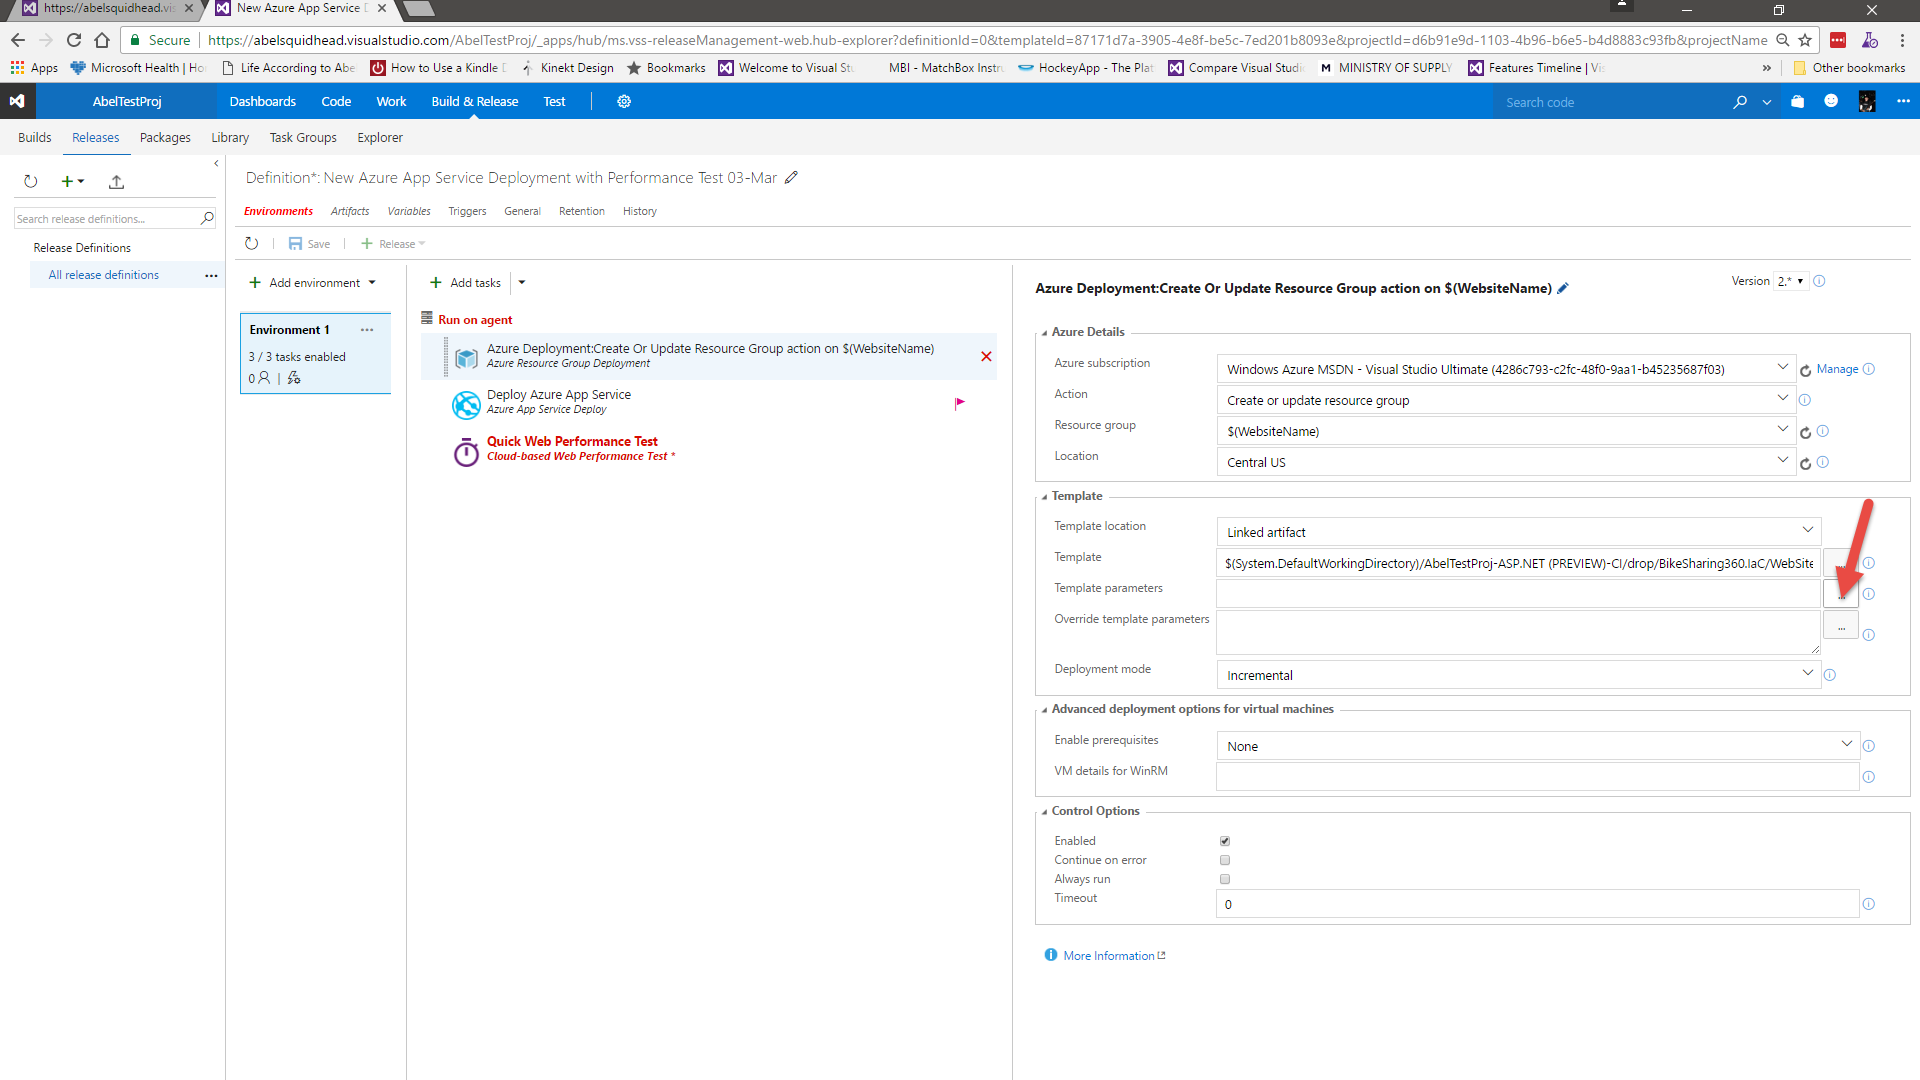 https://abelsquidhead.vis
New Azure App Service D
Secure
https://abelsquidhead.visualstudio.com/AbelTestProj/_apps/hub/ms.vss-releaseManagement-web.hub-explorer?definitionId=0&templateId=87171d7a-3905-4e8f-be5c-7ed201b8093e&projectId=d6b91e9d-1103-4b96-b6e5-b4d8883c93fb&projectName
Apps
Microsoft Health | Ho
Life According to Abe
How to Use a Kindle D
Kinekt Design
Bookmarks
Welcome to Visual Stu
MBI - MatchBox Instru
HockeyApp - The Plat
Compare Visual Studio
M MINISTRY OF SUPPLY
Features Timeline | Vis
»
Other bookmarks
AbelTestProj
Dashboards
Code
Work
Build & Release
Test
Search code
Builds
Releases
Packages
Library
Task Groups
Explorer
Search release definitions...
Release Definitions
All release definitions
...
Definition*: New Azure App Service Deployment with Performance Test 03-Mar
Environments
Artifacts
Variables
Triggers
General
Retention
History
Save
Release
Add environment
Environment 1
...
3 / 3 tasks enabled
0
Add tasks
Run on agent
Azure Deployment:Create Or Update Resource Group action on $(WebsiteName)
Azure Resource Group Deployment
Deploy Azure App Service
Azure App Service Deploy
Quick Web Performance Test
Cloud-based Web Performance Test *
Azure Deployment:Create Or Update Resource Group action on $(WebsiteName)
Version 2.*
Azure Details
Azure subscription
Windows Azure MSDN - Visual Studio Ultimate (4286c793-c2fc-48f0-9aa1-b45235687f03)
Manage
Action
Create or update resource group
Resource group
$(WebsiteName)
Location
Central US
Template
Template location
Linked artifact
Template
$(System.DefaultWorkingDirectory)/AbelTestProj-ASP.NET (PREVIEW)-CI/drop/BikeSharing360.IaC/WebSite
Template parameters
...
Override template parameters
...
Deployment mode
Incremental
Advanced deployment options for virtual machines
Enable prerequisites
None
VM details for WinRM
Control Options
Enabled
Continue on error
Always run
Timeout
0
More Information